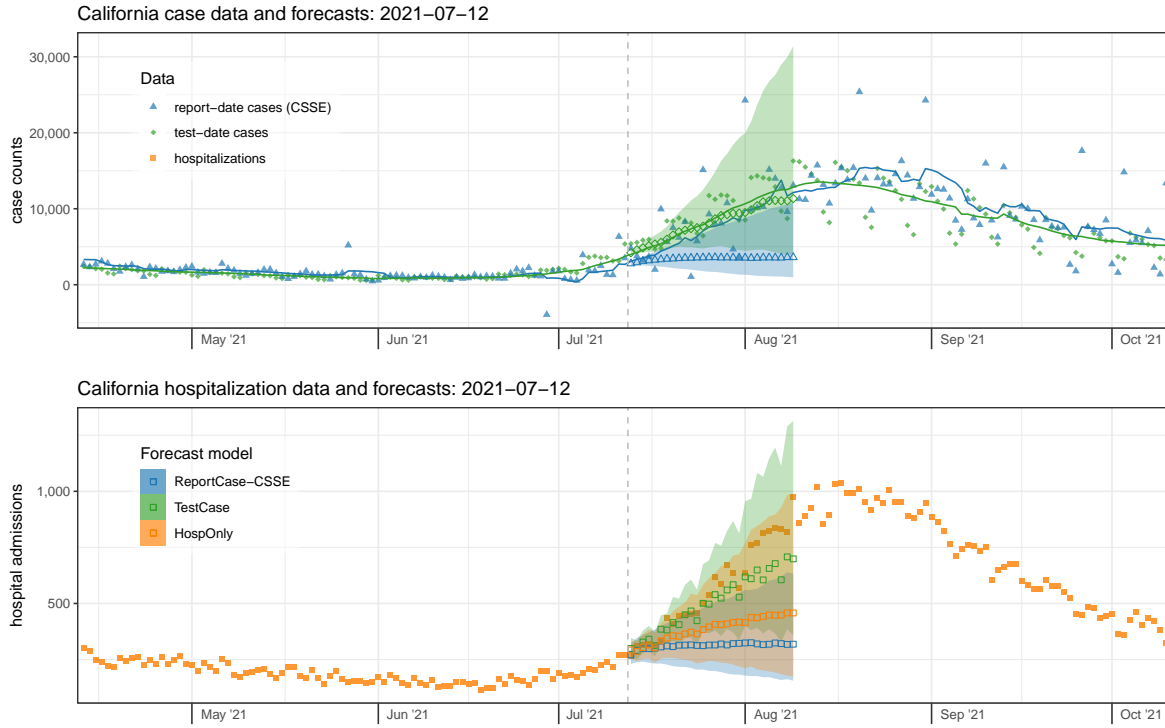 California case data and forecasts: 2021−07−12
case counts
30,000
20,000
10,000
0
Data
report−date cases (CSSE)
test−date cases
hospitalizations
May '21
Jun '21
Jul '21
Aug '21
Sep '21
Oct '21
California hospitalization data and forecasts: 2021−07−12
hospital admissions
1,000
500
Forecast model
ReportCase−CSSE
TestCase
HospOnly
May '21
Jun '21
Jul '21
Aug '21
Sep '21
Oct '21